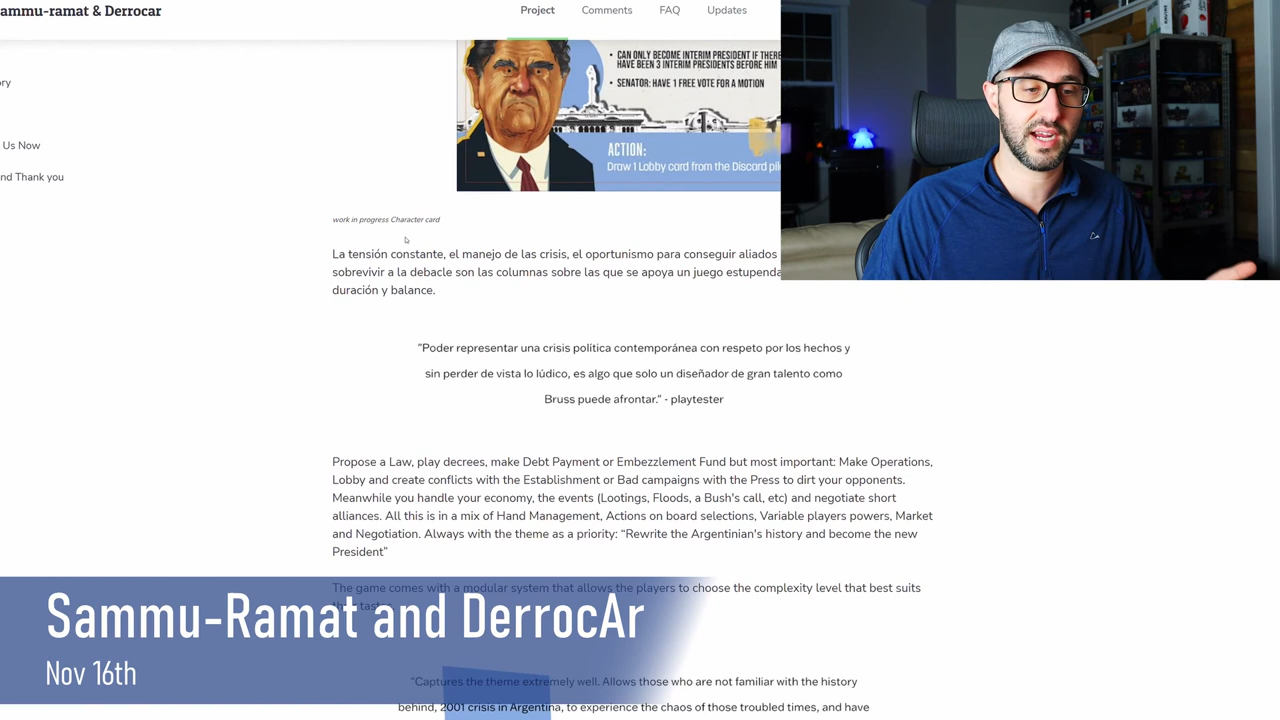 ammu-ramat & Derrocar
Project
Comments
FAQ
Updates
ory
Us Now
nd Thank you
• CAN ONLY BECOME INTERIM PRESIDENT IF THERE
HAVE BEEN 3 INTERIM PRESIDENTS BEFORE HIM
• SENATOR: HAVE 1 FREE VOTE FOR A MOTION
ACTION:
Draw 1 Lobby card from the Discord pil
work in progress Character card
La tensión constante, el manejo de las crisis, el oportunismo para conseguir aliados
sobrevivir a la debacle son las columnas sobre las que se apoya un juego estupenda
duración y balance.
"Poder representar una crisis política contemporánea con respeto por los hechos y
sin perder de vista lo lúdico, es algo que solo un diseñador de gran talento como
Bruss puede afrontar." - playtester
Propose a Law, play decrees, make Debt Payment or Embezzlement Fund but most important: Make Operations,
Lobby and create conflicts with the Establishment or Bad campaigns with the Press to dirt your opponents.
Meanwhile you handle your economy, the events (Lootings, Floods, a Bush's call, etc) and negotiate short
alliances. All this is in a mix of Hand Management, Actions on board selections, Variable players powers, Market
and Negotiation. Always with the theme as a priority: “Rewrite the Argentinian's history and become the new
President”
The game comes with a modular system that allows the players to choose the complexity level that best suits
Sammu-Ramat and DerrocAr
Nov 16th
"Captures the theme extremely well. Allows those who are not familiar with the history
behind, 2001 crisis in Argentina, to experience the chaos of those troubled times, and have